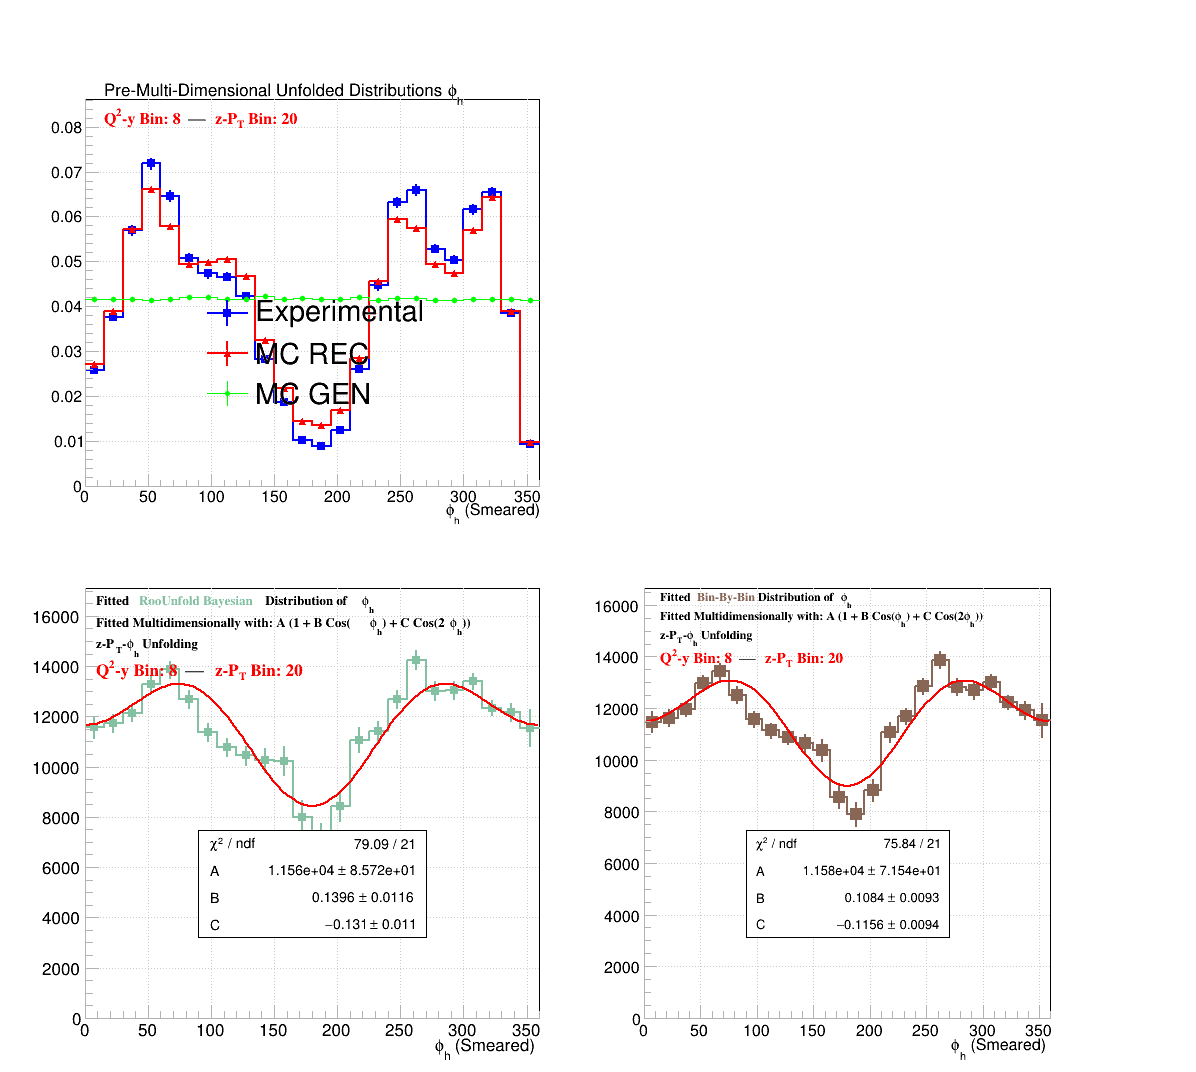 Pre-Multi-Dimensional Unfolded Distributions ϕh
Q2-y Bin: 8 — z-PT Bin: 20
0.08
0.07
0.06
0.05
0.04
0.03
0.02
0.01
0
Experimental
MC REC
MC GEN
0 50 100 150 200 250 300 350
ϕh (Smeared)
Fitted RooUnfold Bayesian Distribution of ϕh
Fitted Multidimensionally with: A (1 + B Cos( ϕh) + C Cos(2 ϕh))
z-PT-ϕh Unfolding
Q2-y Bin: 8 — z-PT Bin: 20
16000
14000
12000
10000
8000
6000
4000
2000
0
χ2 / ndf 79.09 / 21
A 1.156e+04 ± 8.572e+01
B 0.1396 ± 0.0116
C −0.131 ± 0.011
0 50 100 150 200 250 300 350
ϕh (Smeared)
Fitted Bin-By-Bin Distribution of ϕh
Fitted Multidimensionally with: A (1 + B Cos(ϕh) + C Cos(2ϕh))
z-PT-ϕh Unfolding
Q2-y Bin: 8 — z-PT Bin: 20
16000
14000
12000
10000
8000
6000
4000
2000
0
χ2 / ndf 75.84 / 21
A 1.158e+04 ± 7.154e+01
B 0.1084 ± 0.0093
C −0.1156 ± 0.0094
0 50 100 150 200 250 300 350
ϕh (Smeared)